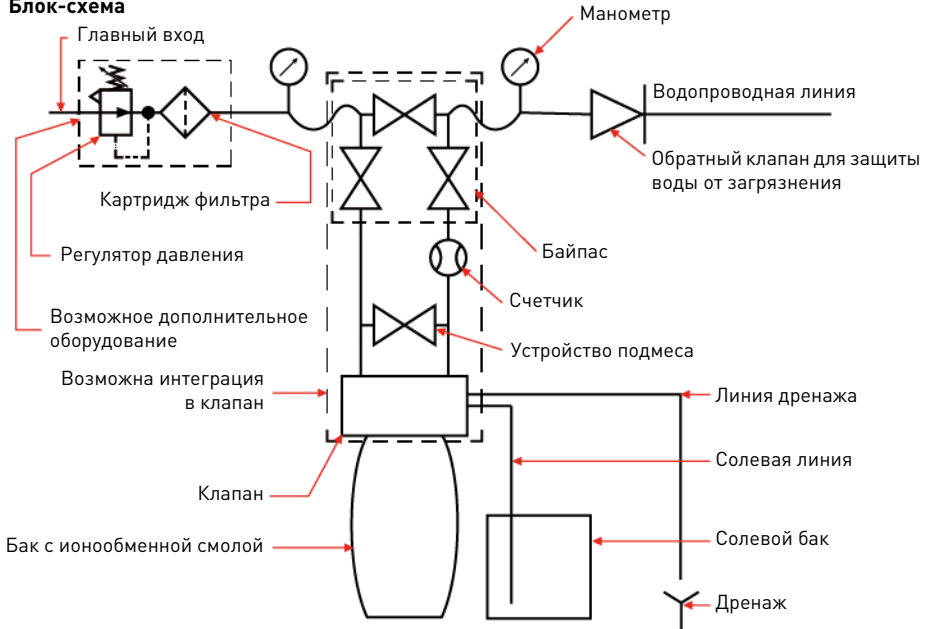 Блок-схема
Главный вход
Манометр
Водопроводная линия
Обратный клапан для защиты
воды от загрязнения
Картридж фильтра
Регулятор давления
Байпас
Счетчик
Возможное дополнительное
оборудование
Устройство подмеса
Возможна интеграция
в клапан
Линия дренажа
Солевая линия
Клапан
Бак с ионообменной смолой
Солевой бак
Дренаж